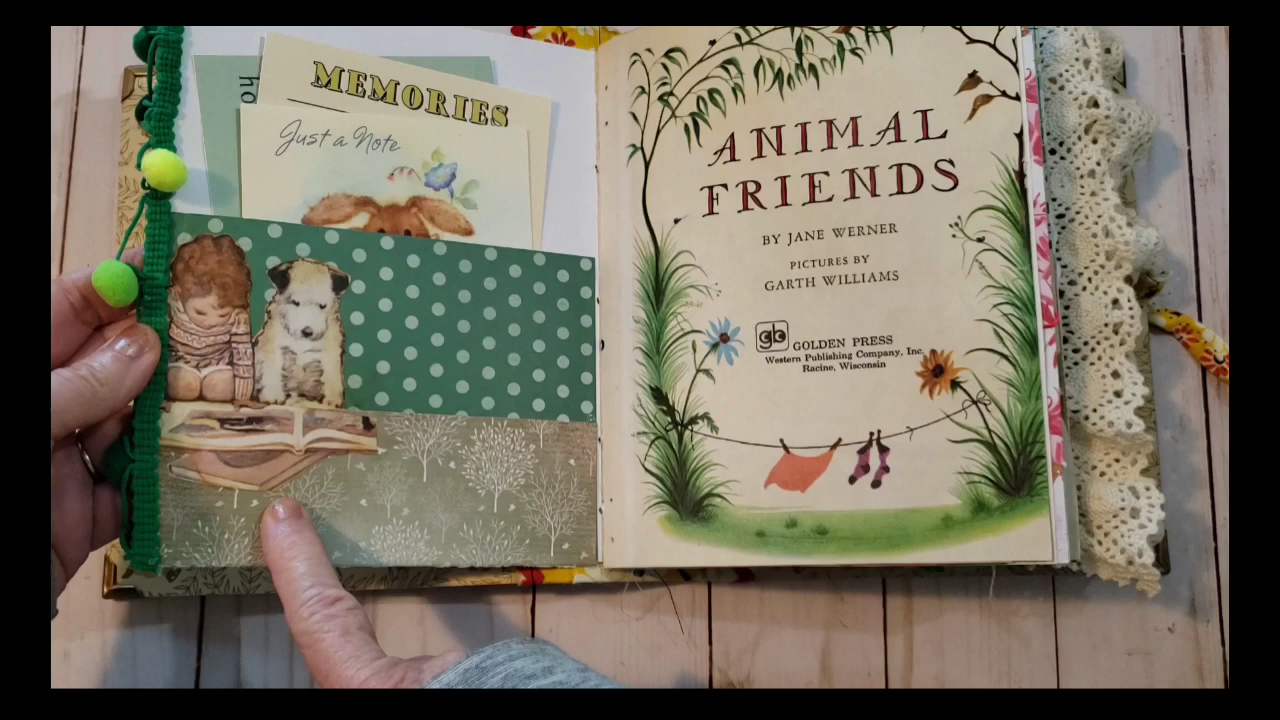 ho
MEMORIES
Just a Note
ANIMAL
FRIENDS
BY JANE WERNER
PICTURES BY
GARTH WILLIAMS
gb
GOLDEN PRESS
Western Publishing Company, Inc.
Racine, Wisconsin